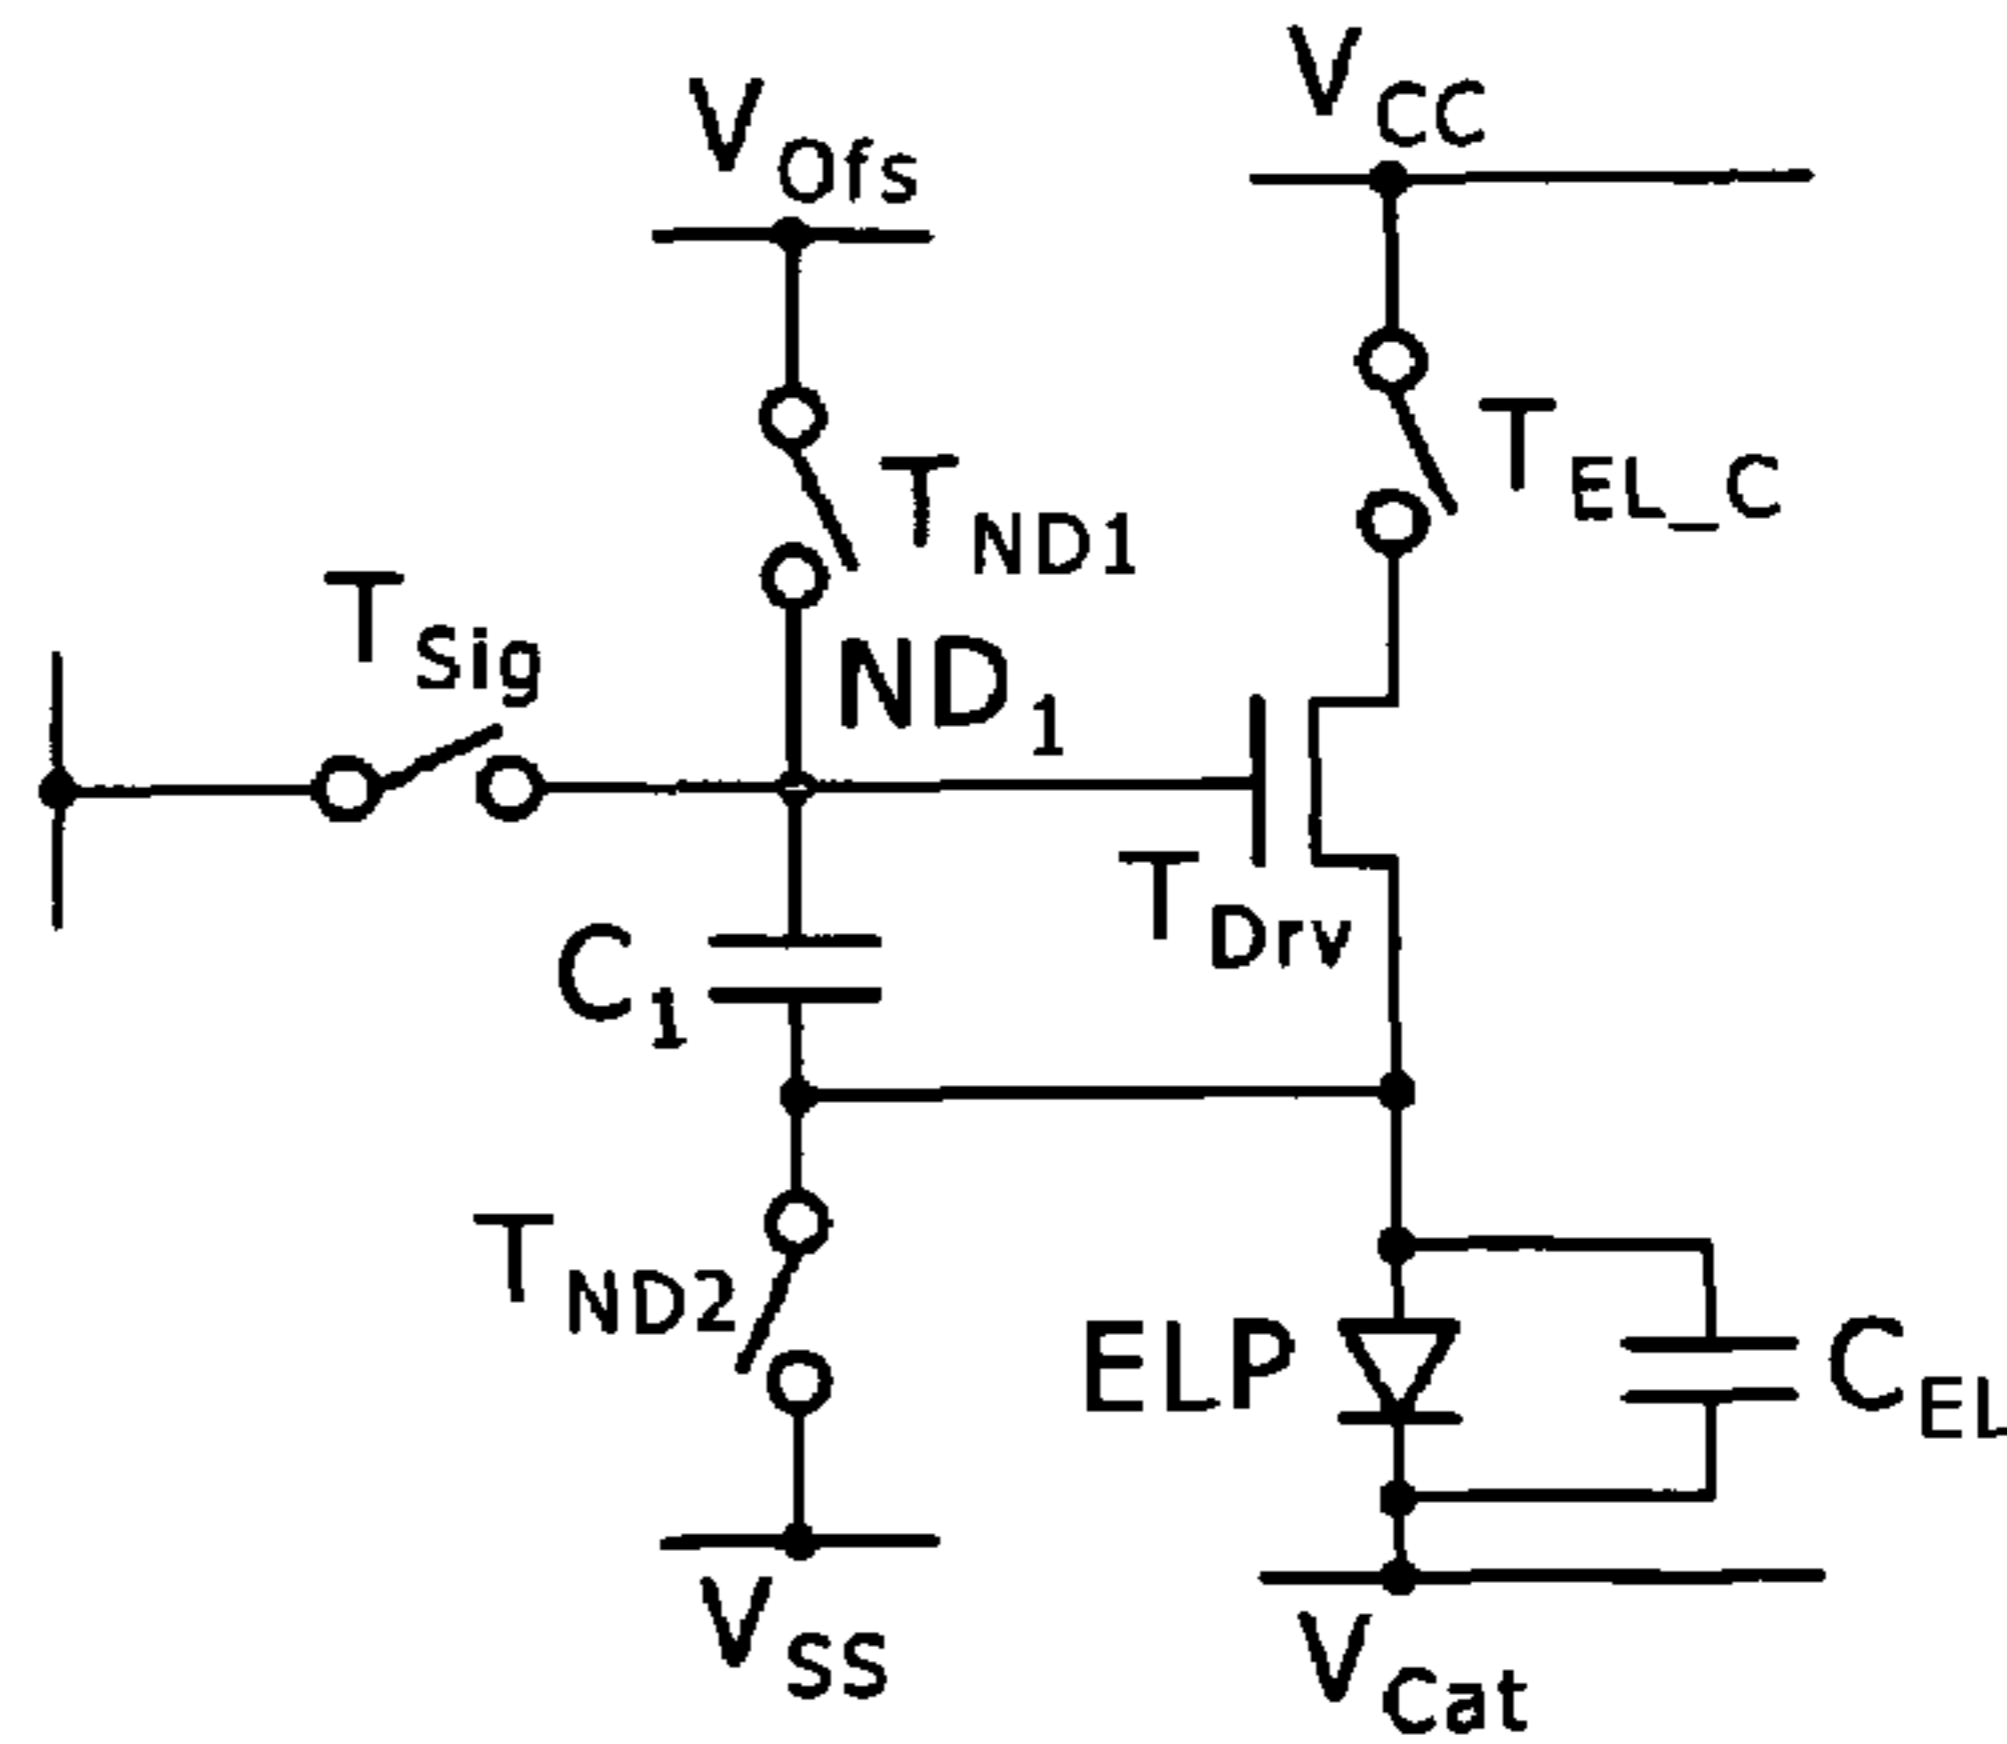 V_CC
V_Ofs
T_EL_C
T_ND1
T_Sig
ND_1
T_Drv
C_1
T_ND2
ELP
C_EL
V_SS
V_Cat